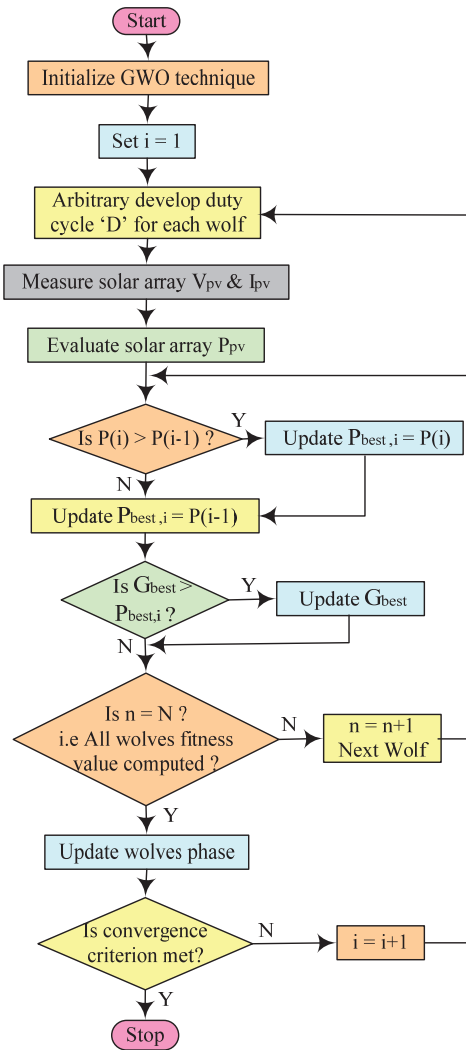 Start
Initialize GWO technique
Set i = 1
Arbitrary develop duty
cycle ‘D’ for each wolf
Measure solar array Vpv & Ipv
Evaluate solar array Ppv
Is P(i) > P(i-1) ?
Y
Update Pbest,i = P(i)
N
Update Pbest,i = P(i-1)
Is Gbest >
Pbest,i ?
Y
Update Gbest
N
Is n = N ?
i.e All wolves fitness
value computed ?
N
n = n+1
Next Wolf
Y
Update wolves phase
Is convergence
criterion met?
N
i = i+1
Y
Stop